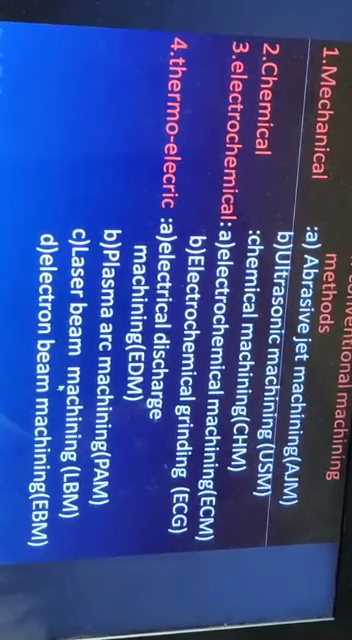 conventional machining
methods
1.Mechanical :a) Abrasive jet machining(AJM)
b)Ultrasonic machining (USM)
2.Chemical :chemical machining(CHM)
3.electrochemical:a)electrochemical machining(ECM)
b)Electrochemical grinding (ECG)
4.thermo-elecric :a)electrical discharge
machining(EDM)
b)Plasma arc machining(PAM)
c)Laser beam machining (LBM)
d)electron beam machining(EBM)